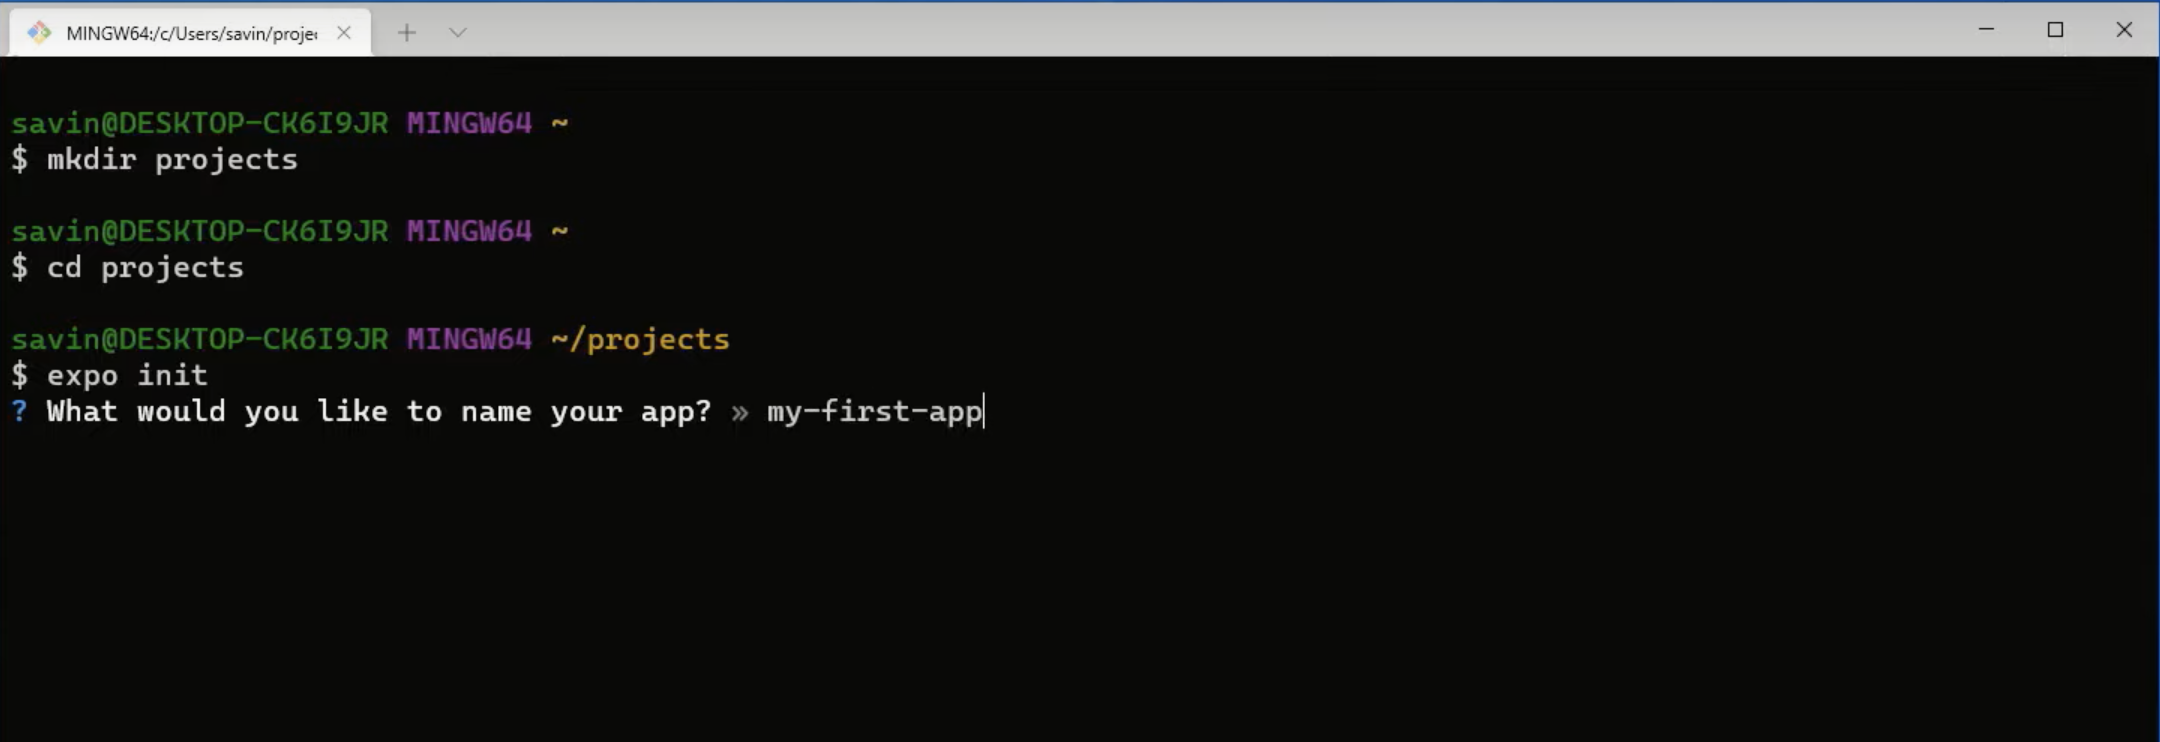 MINGW64:/c/Users/savin/projec
savin@DESKTOP-CK6I9JR MINGW64 ~
$ mkdir projects
savin@DESKTOP-CK6I9JR MINGW64 ~
$ cd projects
savin@DESKTOP-CK6I9JR MINGW64 ~/projects
$ expo init
? What would you like to name your app? » my-first-app